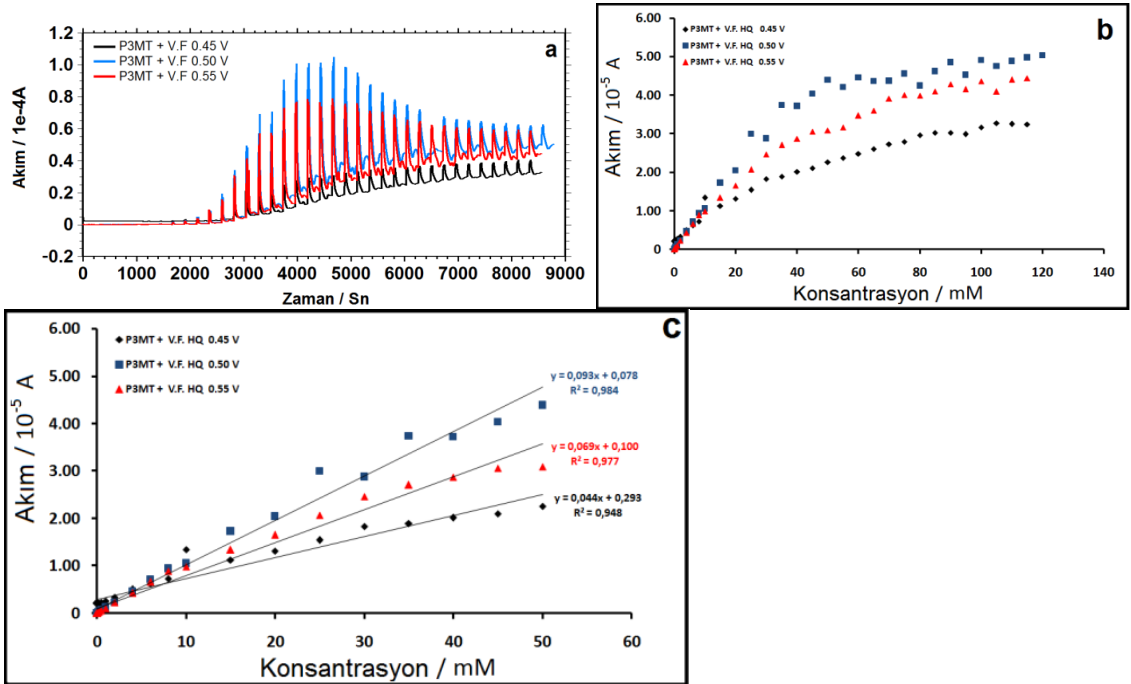 a
P3MT + V.F 0.45 V
P3MT + V.F 0.50 V
P3MT + V.F 0.55 V
Akım / 1e-4A
1.2
1.0
0.8
0.6
0.4
0.2
0
-0.2
0 1000 2000 3000 4000 5000 6000 7000 8000 9000
Zaman / Sn
b
P3MT + V.F. HQ 0.45 V
P3MT + V.F. HQ 0.50 V
P3MT + V.F. HQ 0.55 V
Akım / 10⁻⁵ A
6.00
5.00
4.00
3.00
2.00
1.00
0
0 20 40 60 80 100 120 140
Konsantrasyon / mM
c
P3MT + V.F. HQ 0.45 V
P3MT + V.F. HQ 0.50 V
P3MT + V.F. HQ 0.55 V
Akım / 10⁻⁵ A
6.00
5.00
4.00
3.00
2.00
1.00
0
y = 0,093x + 0,078
R² = 0,984
y = 0,069x + 0,100
R² = 0,977
y = 0,044x + 0,293
R² = 0,948
0 10 20 30 40 50 60
Konsantrasyon / mM